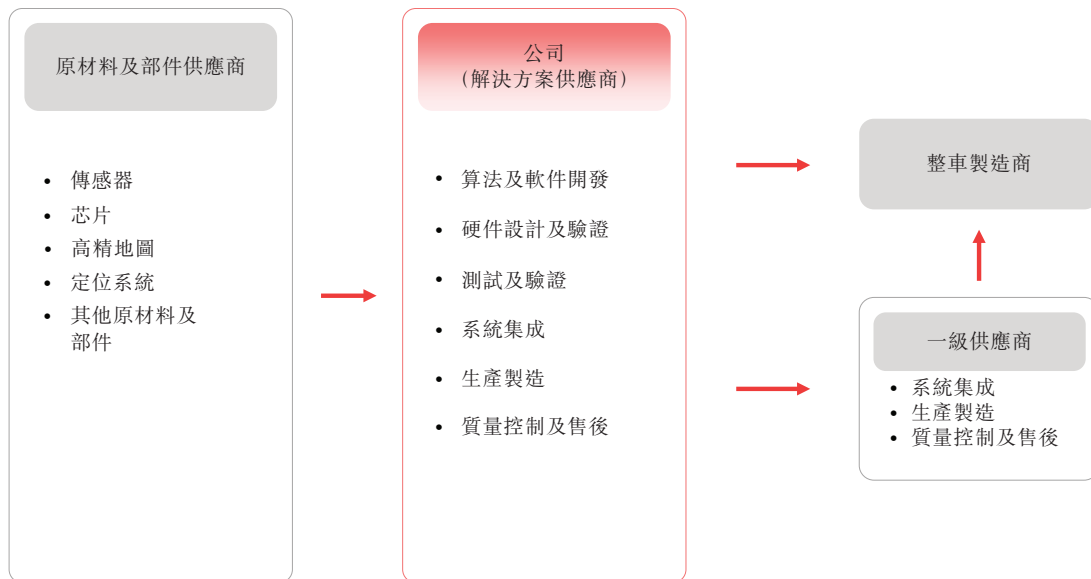 原材料及部件供應商
• 傳感器
• 芯片
• 高精地圖
• 定位系統
• 其他原材料及
部件
公司
(解決方案供應商)
• 算法及軟件開發
• 硬件設計及驗證
• 測試及驗證
• 系統集成
• 生產製造
• 質量控制及售後
整車製造商
一級供應商
• 系統集成
• 生產製造
• 質量控制及售後